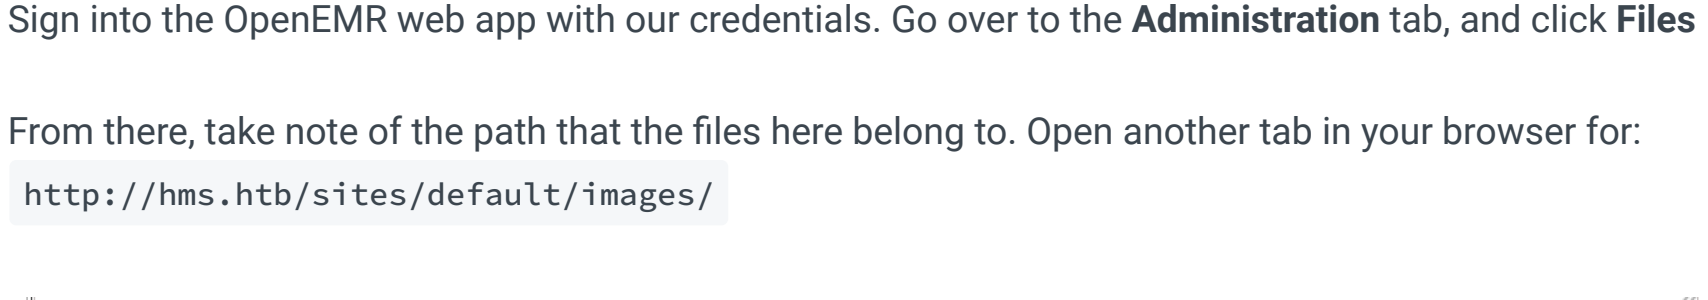 Sign into the OpenEMR web app with our credentials. Go over to the Administration tab, and click Files
From there, take note of the path that the files here belong to. Open another tab in your browser for:
http://hms.htb/sites/default/images/